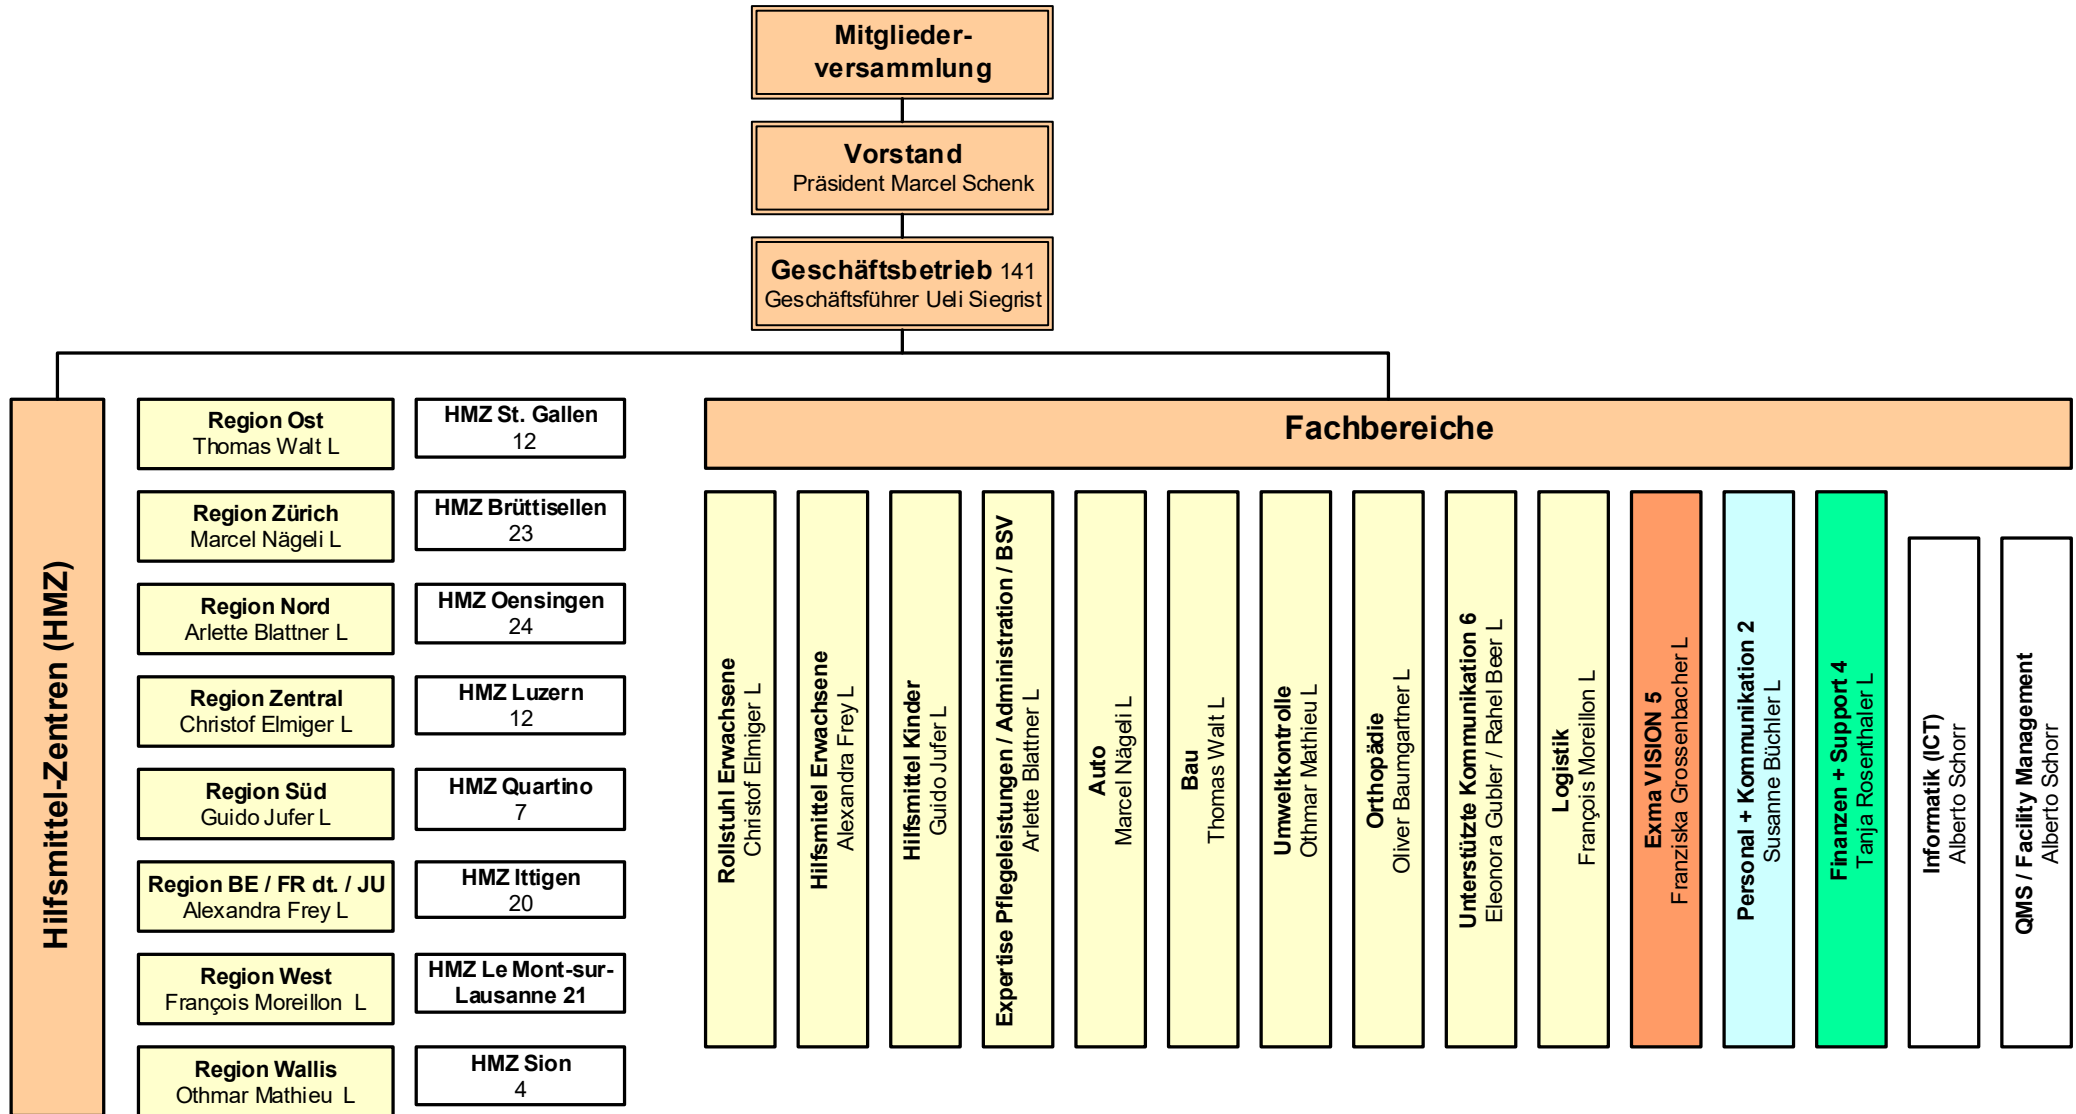 Mitglieder-
versammlung
Vorstand
Präsident Marcel Schenk
Geschäftsbetrieb 141
Geschäftsführer Ueli Siegrist
Hilfsmittel-Zentren (HMZ)
Region Ost
Thomas Walt L
HMZ St. Gallen
12
Region Zürich
Marcel Nägeli L
HMZ Brüttisellen
23
Region Nord
Arlette Blattner L
HMZ Oensingen
24
Region Zentral
Christof Elmiger L
HMZ Luzern
12
Region Süd
Guido Jufer L
HMZ Quartino
7
Region BE / FR dt. / JU
Alexandra Frey L
HMZ Ittigen
20
Region West
François Moreillon L
HMZ Le Mont-sur-
Lausanne 21
Region Wallis
Othmar Mathieu L
HMZ Sion
4
Fachbereiche
Rollstuhl Erwachsene
Christof Elmiger L
Hilfsmittel Erwachsene
Alexandra Frey L
Hilfsmittel Kinder
Guido Jufer L
Expertise Pflegeleistungen / Administration / BSV
Arlette Blattner L
Auto
Marcel Nägeli L
Bau
Thomas Walt L
Umweltkontrolle
Othmar Mathieu L
Orthopädie
Oliver Baumgartner L
Unterstützte Kommunikation 6
Eleonora Gubler / Rahel Beer L
Logistik
François Moreillon L
Exma VISION 5
Franziska Grossenbacher L
Personal + Kommunikation 2
Susanne Büchler L
Finanzen + Support 4
Tanja Rosenthaler L
Informatik (ICT)
Alberto Schorr
QMS / Facility Management
Alberto Schorr